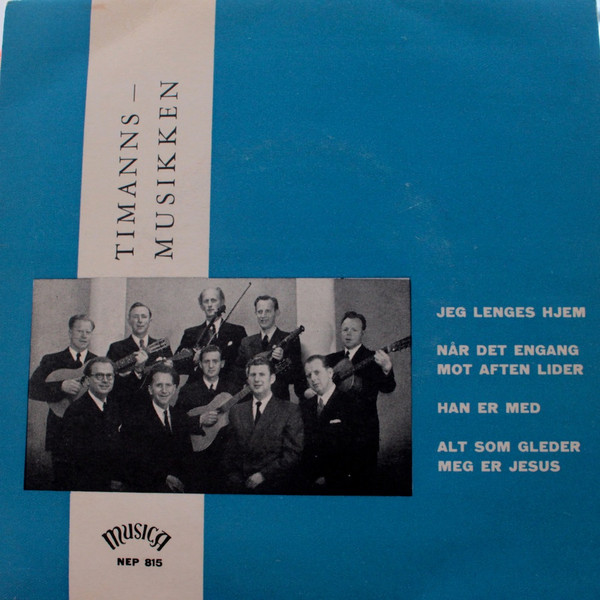 TIMANNS–
MUSIKKEN
JEG LENGES HJEM
NÅR DET ENGANG
MOT AFTEN LIDER
HAN ER MED
ALT SOM GLEDER
MEG ER JESUS
MUSICA
NEP 815